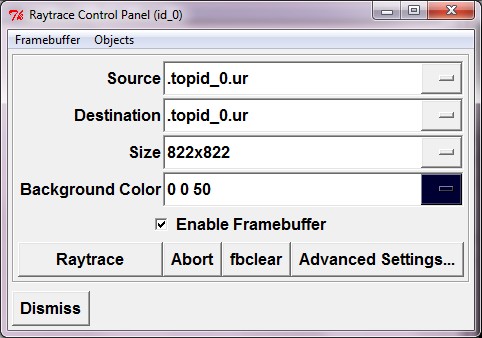 Raytrace Control Panel (id_0)
Framebuffer Objects
Source .topid_0.ur
Destination .topid_0.ur
Size 822x822
Background Color 0 0 50
Enable Framebuffer
Raytrace Abort fbclear Advanced Settings...
Dismiss